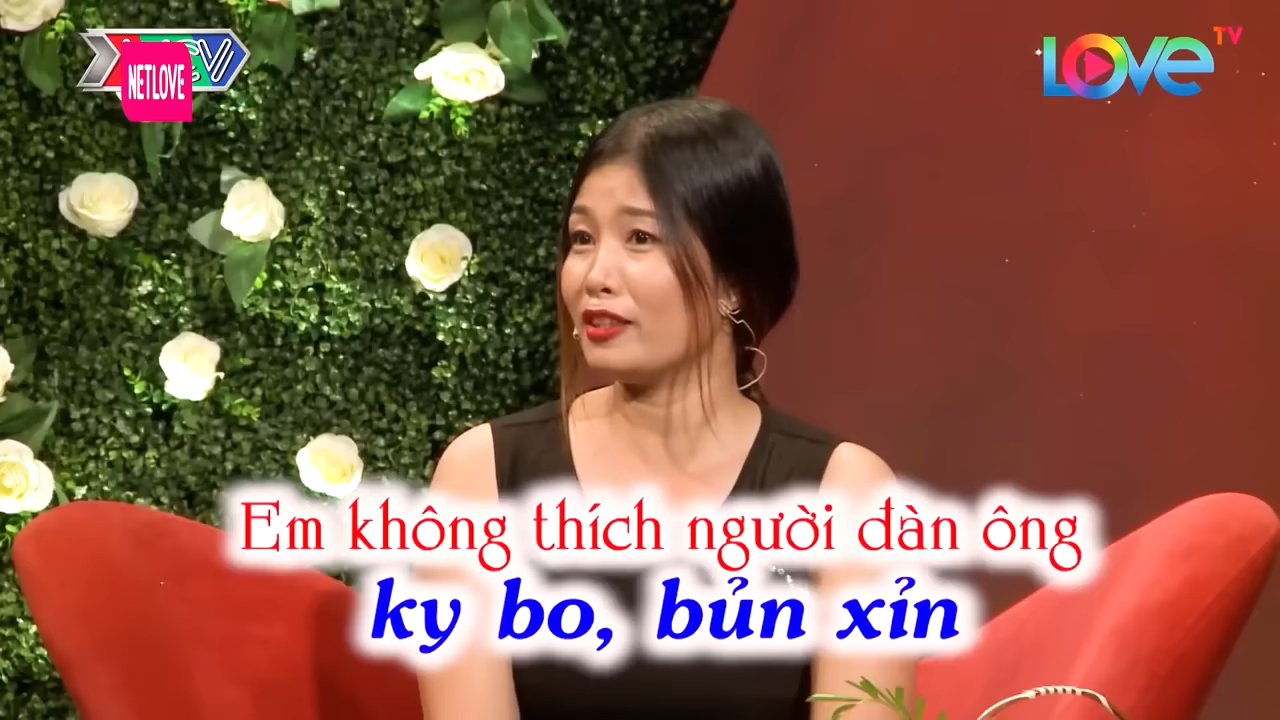 NETLOVE
LOVE TV
Em không thích người đàn ông
ky bo, bủn xỉn